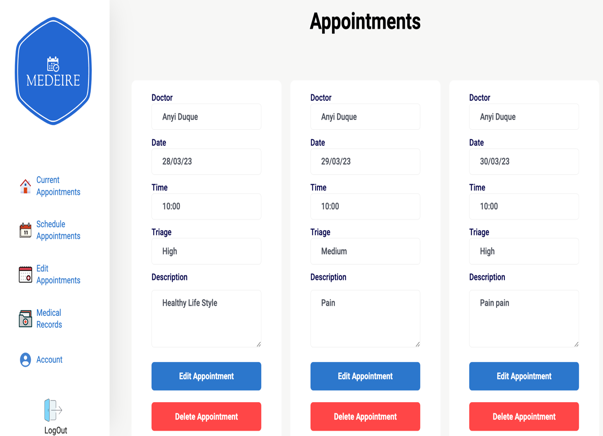 MEDEIRE
Current
Appointments
Schedule
Appointments
Edit
Appointments
Medical
Records
Account
LogOut
Appointments
Doctor
Anyi Duque
Date
28/03/23
Time
10:00
Triage
High
Description
Healthy Life Style
Edit Appointment
Delete Appointment
Doctor
Anyi Duque
Date
29/03/23
Time
10:00
Triage
Medium
Description
Pain
Edit Appointment
Delete Appointment
Doctor
Anyi Duque
Date
30/03/23
Time
10:00
Triage
High
Description
Pain pain
Edit Appointment
Delete Appointment